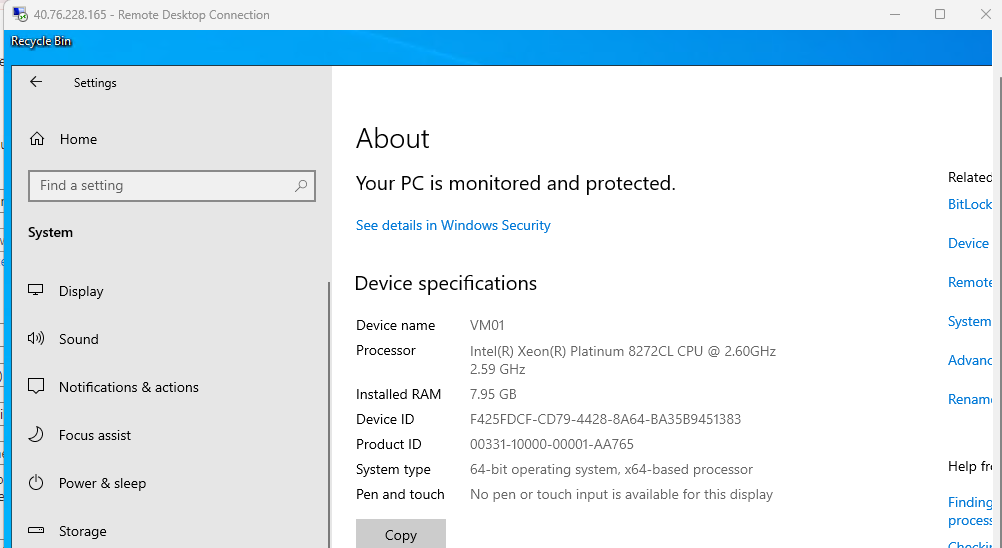 40.76.228.165 - Remote Desktop Connection
Recycle Bin
Settings
Home
Find a setting
System
Display
Sound
Notifications & actions
Focus assist
Power & sleep
Storage
About
Your PC is monitored and protected.
See details in Windows Security
Device specifications
Device name VM01
Processor Intel(R) Xeon(R) Platinum 8272CL CPU @ 2.60GHz
2.59 GHz
Installed RAM 7.95 GB
Device ID F425FDCF-CD79-4428-8A64-BA35B9451383
Product ID 00331-10000-00001-AA765
System type 64-bit operating system, x64-based processor
Pen and touch No pen or touch input is available for this display
Copy
Related
BitLock
Device
Remote
System
Advanc
Rename
Help fro
Finding
process